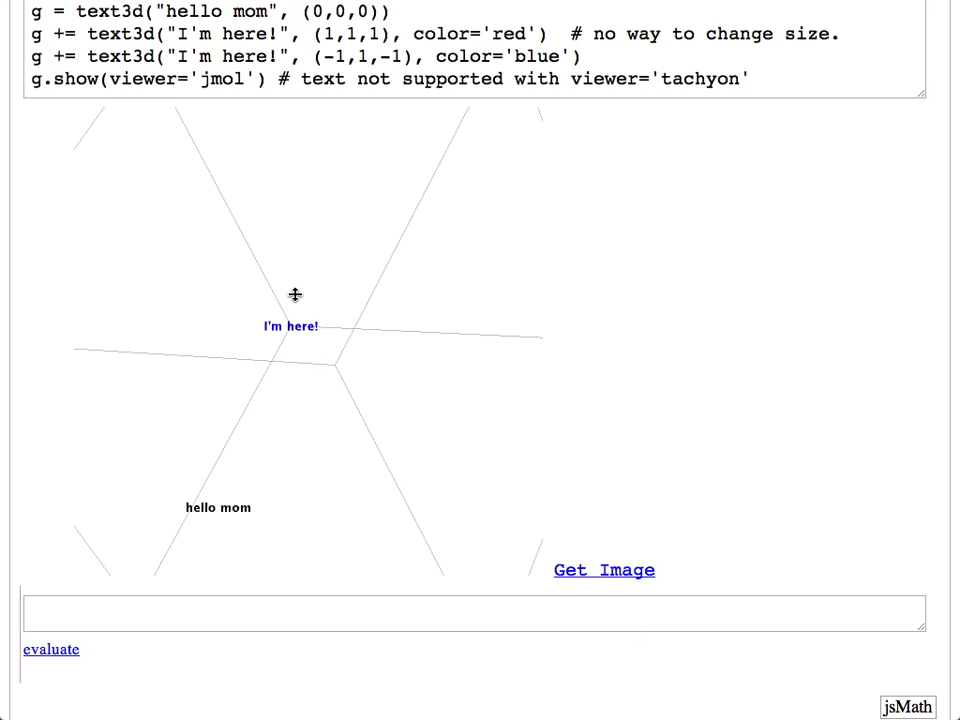 g = text3d("hello mom", (0,0,0))
g += text3d("I'm here!", (1,1,1), color='red')  # no way to change size.
g += text3d("I'm here!", (-1,1,-1), color='blue')
g.show(viewer='jmol') # text not supported with viewer='tachyon'
I'm here!
hello mom
Get Image
evaluate
jsMath